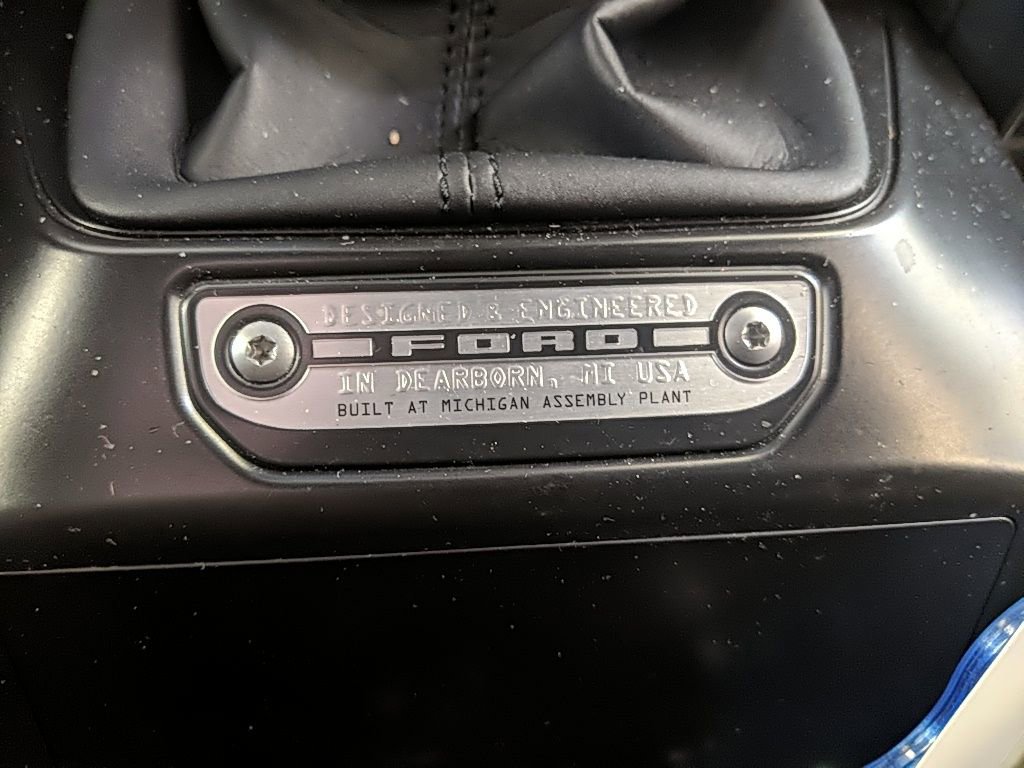 DESIGNED & ENGINEERED
FORD
IN DEARBORN, MI USA
BUILT AT MICHIGAN ASSEMBLY PLANT